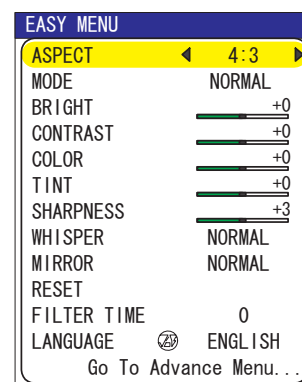 EASY MENU
ASPECT 4:3
MODE NORMAL
BRIGHT +0
CONTRAST +0
COLOR +0
TINT +0
SHARPNESS +3
WHISPER NORMAL
MIRROR NORMAL
RESET
FILTER TIME 0
LANGUAGE ENGLISH
Go To Advance Menu...